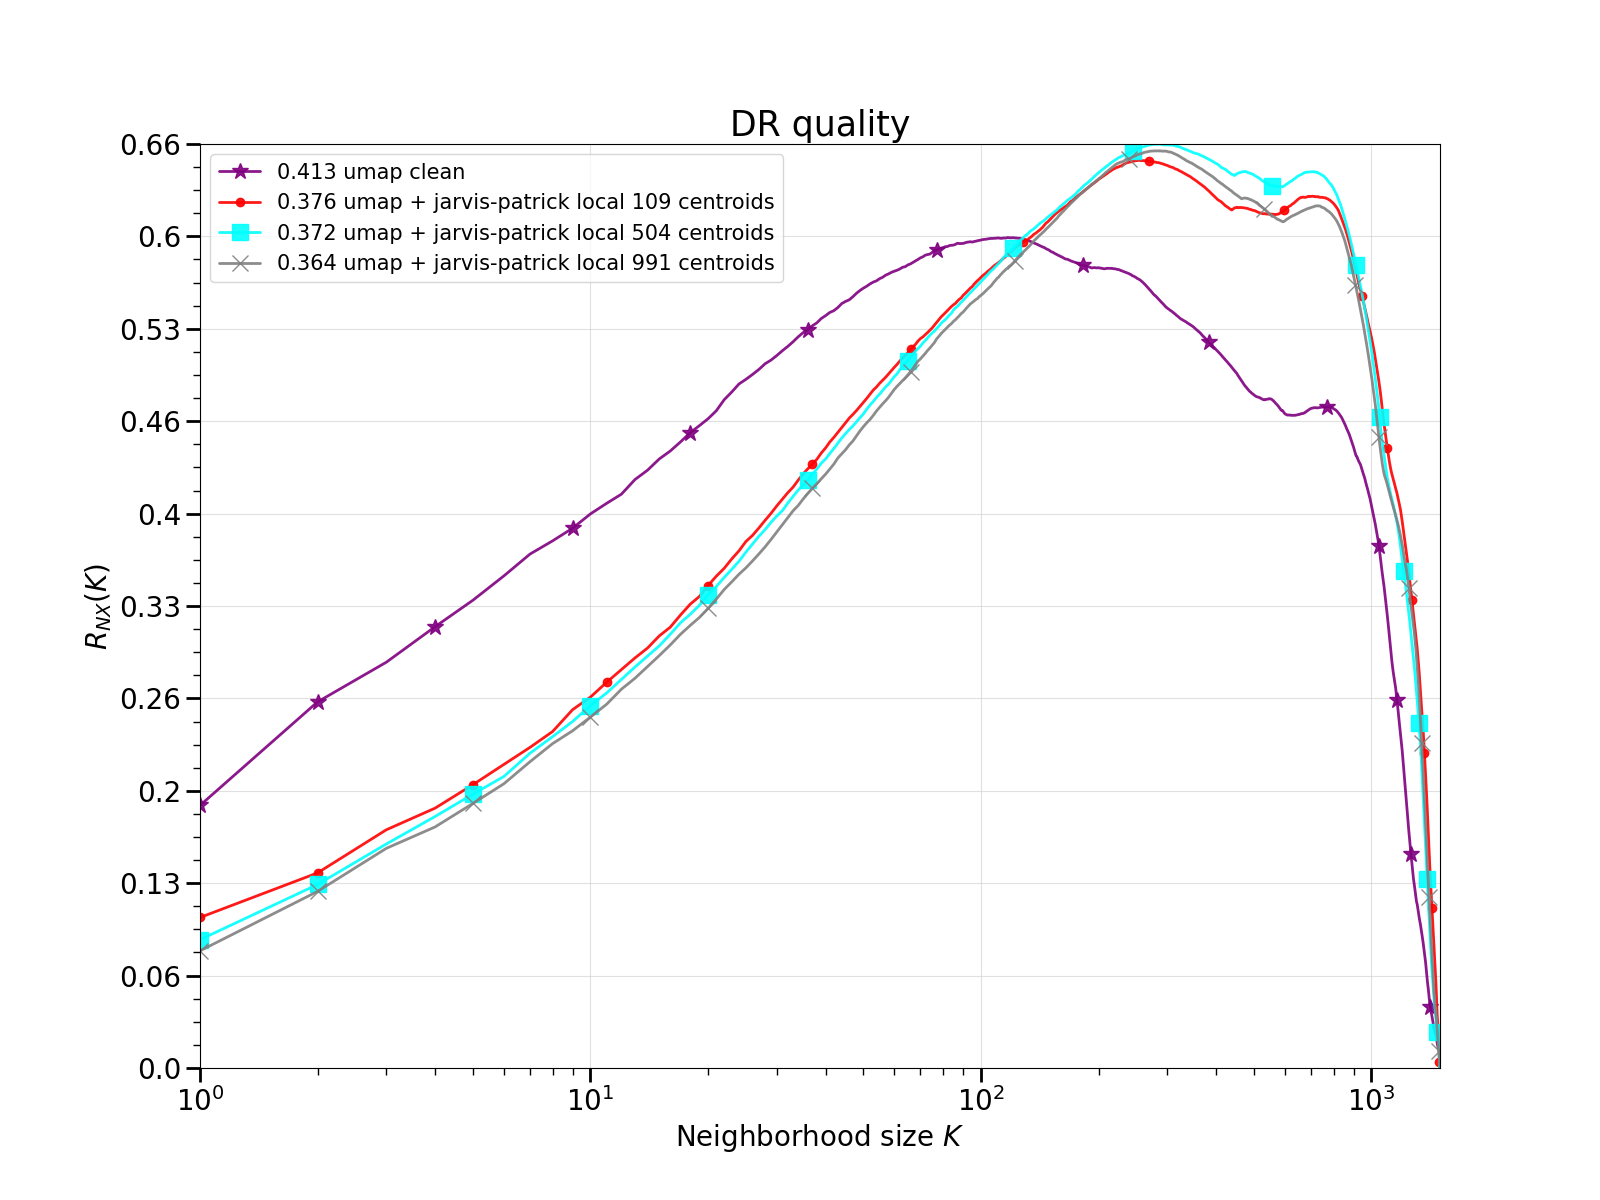 DR quality
0.413 umap clean
0.376 umap + jarvis-patrick local 109 centroids
0.372 umap + jarvis-patrick local 504 centroids
0.364 umap + jarvis-patrick local 991 centroids
0.66
0.6
0.53
0.46
0.4
0.33
0.26
0.2
0.13
0.06
0.0
R_{NX}(K)
10^0 10^1 10^2 10^3
Neighborhood size K